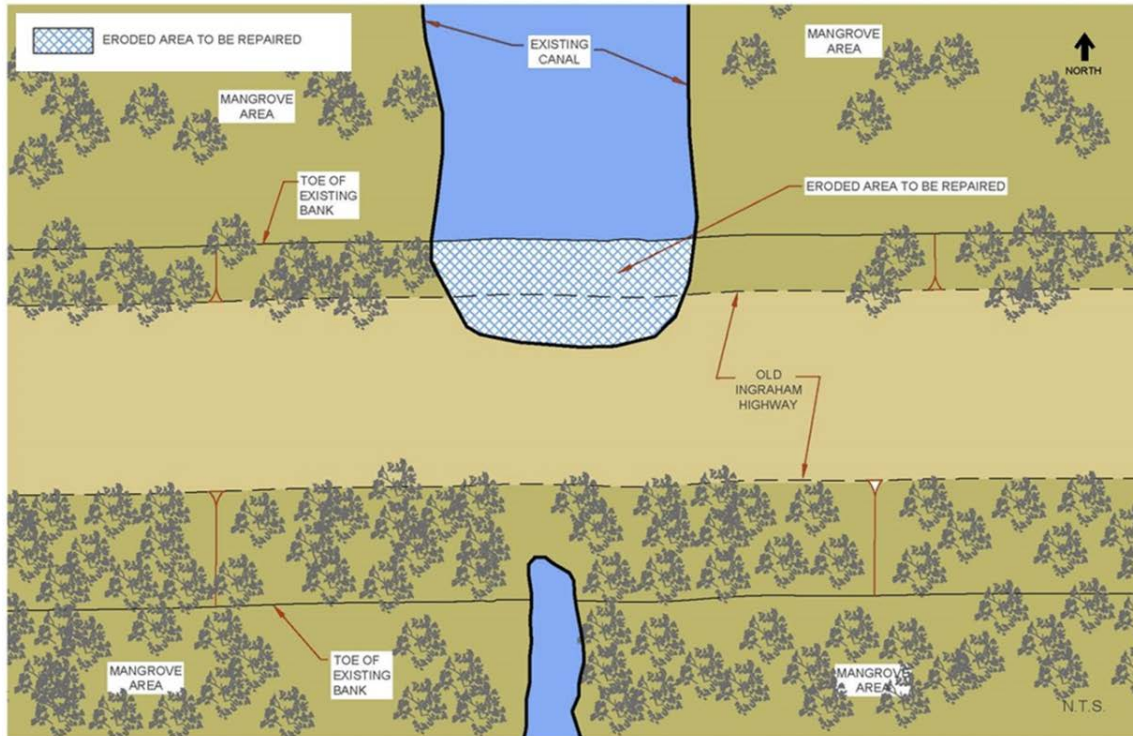 ERODED AREA TO BE REPAIRED
EXISTING
CANAL
MANGROVE
AREA
NORTH
MANGROVE
AREA
TOE OF
EXISTING
BANK
ERODED AREA TO BE REPAIRED
OLD
INGRAHAM
HIGHWAY
MANGROVE
AREA
TOE OF
EXISTING
BANK
MANGROVE
AREA
N.T.S.